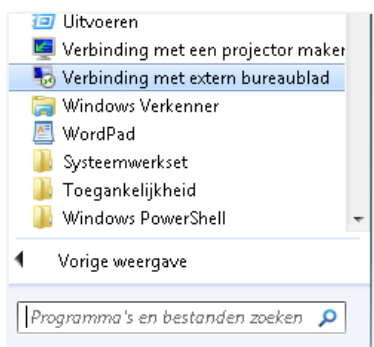 Uitvoeren
Verbinding met een projector maker
Verbinding met extern bureaublad
Windows Verkenner
WordPad
Systeemwerkset
Toegankelijkheid
Windows PowerShell
Vorige weergave
Programma's en bestanden zoeken